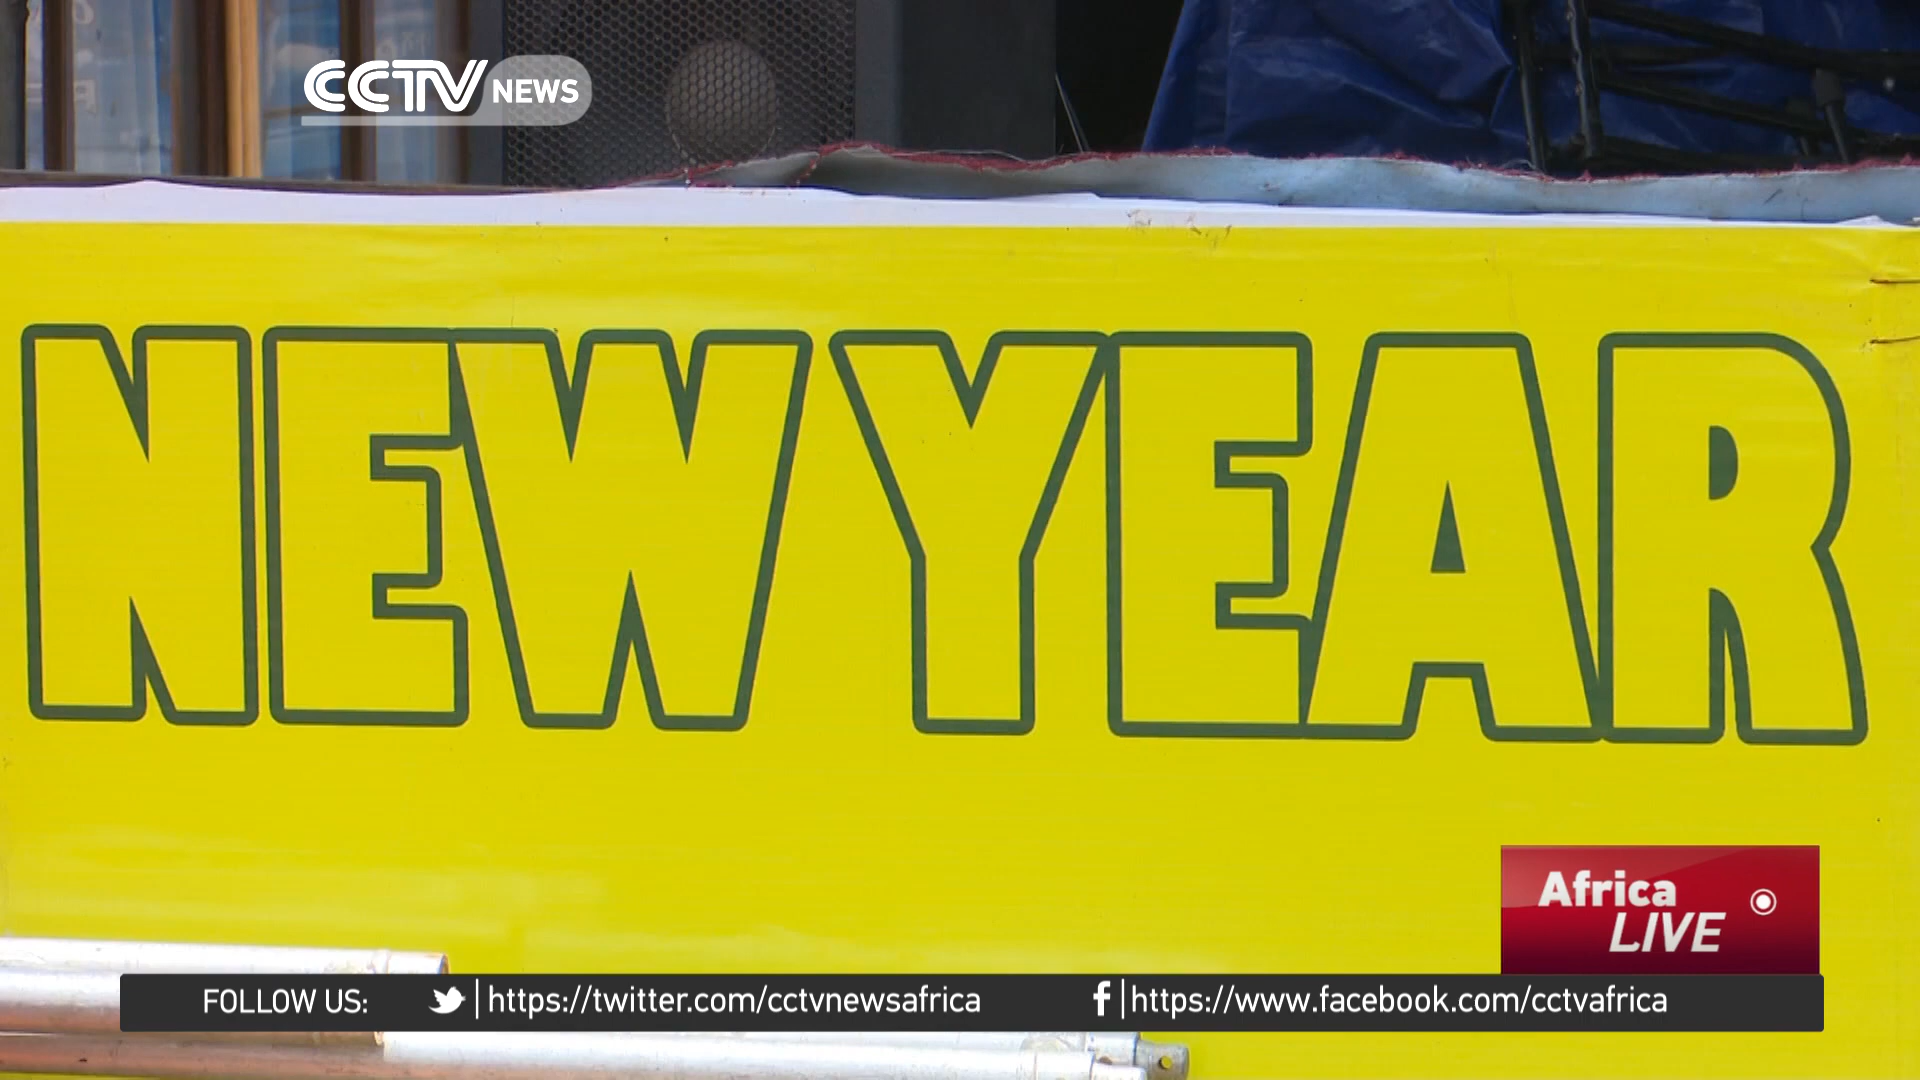 CCTV NEWS
NEW YEAR
Africa
LIVE
FOLLOW US: https://twitter.com/cctvnewsafrica https://www.facebook.com/cctvafrica